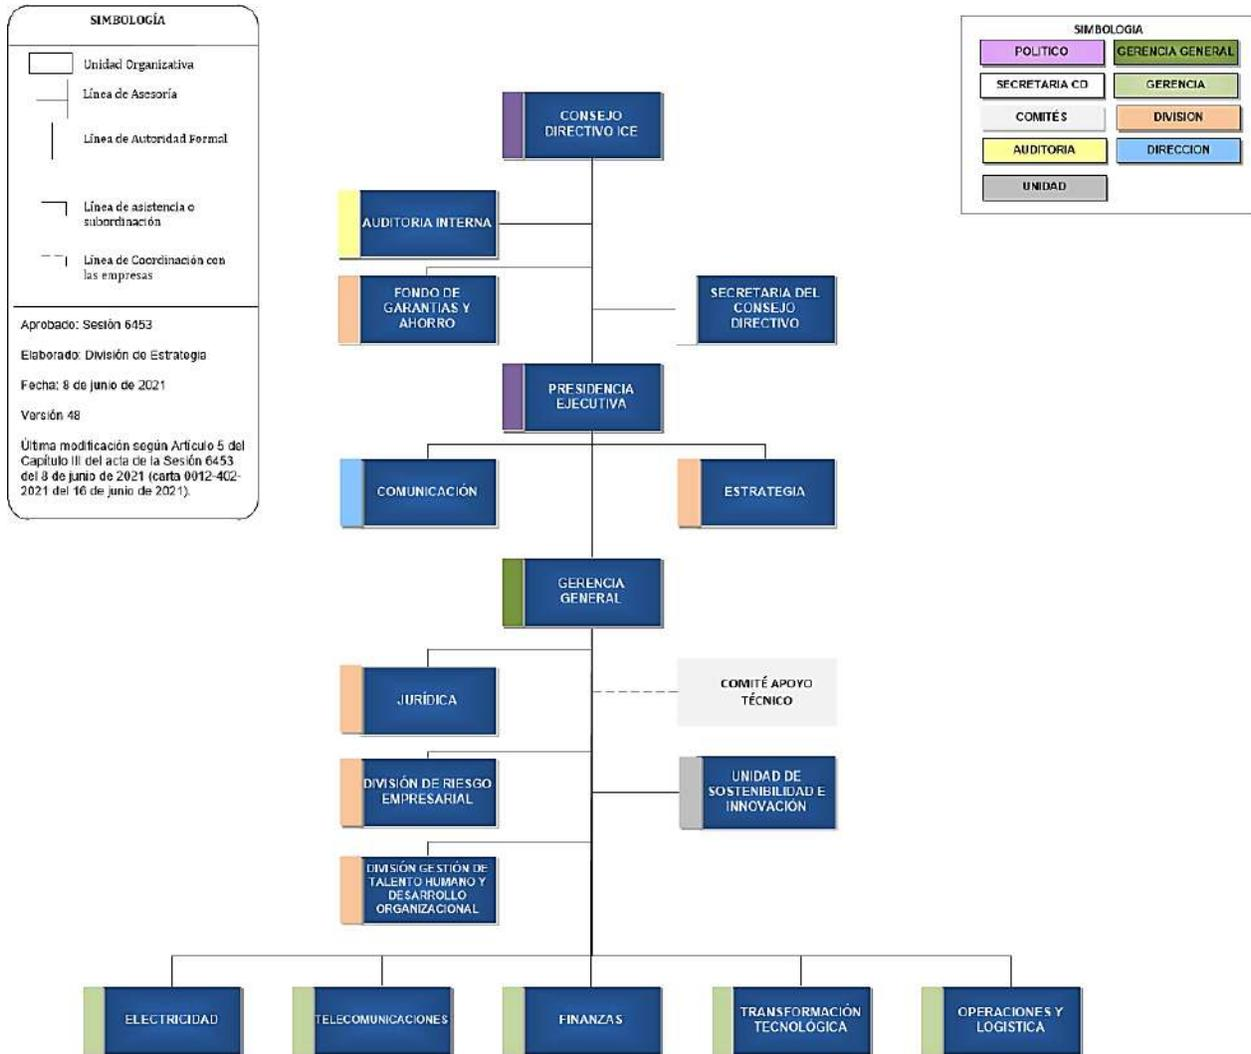 SIMBOLOGÍA
Unidad Organizativa
Línea de Asesoría
Línea de Autoridad Formal
Línea de asistencia o
subordinación
Línea de Coordinación con
las empresas
Aprobado: Sesión 6453
Elaborado: División de Estrategia
Fecha: 8 de junio de 2021
Versión 48
Última modificación según Artículo 5 del
Capítulo III del acta de la Sesión 6453
del 8 de junio de 2021 (carta 0012-402-
2021 del 16 de junio de 2021).
SIMBOLOGIA
POLITICO
GERENCIA GENERAL
SECRETARIA CD
GERENCIA
COMITÉS
DIVISION
AUDITORIA
DIRECCION
UNIDAD
CONSEJO
DIRECTIVO ICE
AUDITORIA INTERNA
FONDO DE
GARANTIAS Y
AHORRO
SECRETARIA DEL
CONSEJO
DIRECTIVO
PRESIDENCIA
EJECUTIVA
COMUNICACIÓN
ESTRATEGIA
GERENCIA
GENERAL
JURÍDICA
COMITÉ APOYO
TÉCNICO
DIVISIÓN DE RIESGO
EMPRESARIAL
UNIDAD DE
SOSTENIBILIDAD E
INNOVACIÓN
DIVISIÓN GESTIÓN DE
TALENTO HUMANO Y
DESARROLLO
ORGANIZACIONAL
ELECTRICIDAD
TELECOMUNICACIONES
FINANZAS
TRANSFORMACIÓN
TECNOLÓGICA
OPERACIONES Y
LOGISTICA